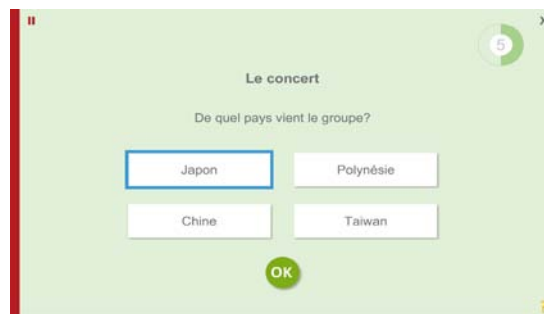 5
Le concert
De quel pays vient le groupe?
Japon
Polynésie
Chine
Taiwan
OK